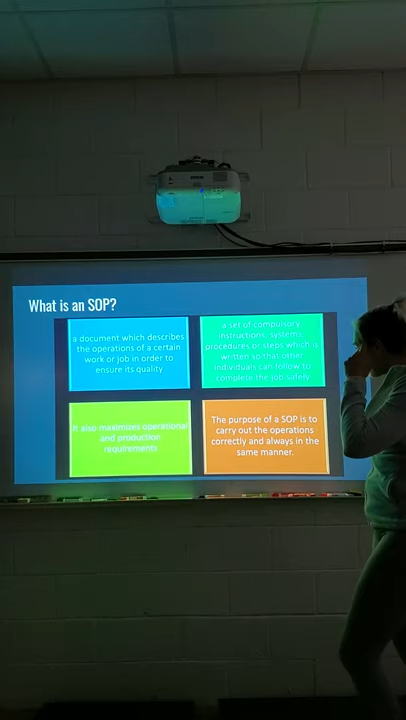 What is an SOP?
a document which describes
the operations of a certain
work or job in order to
ensure its quality
a set of compulsory
instructions, systems,
procedures or steps which is
written so that other
individuals can follow to
complete the job safely
It also maximizes operational
and production
requirements
The purpose of a SOP is to
carry out the operations
correctly and always in the
same manner.